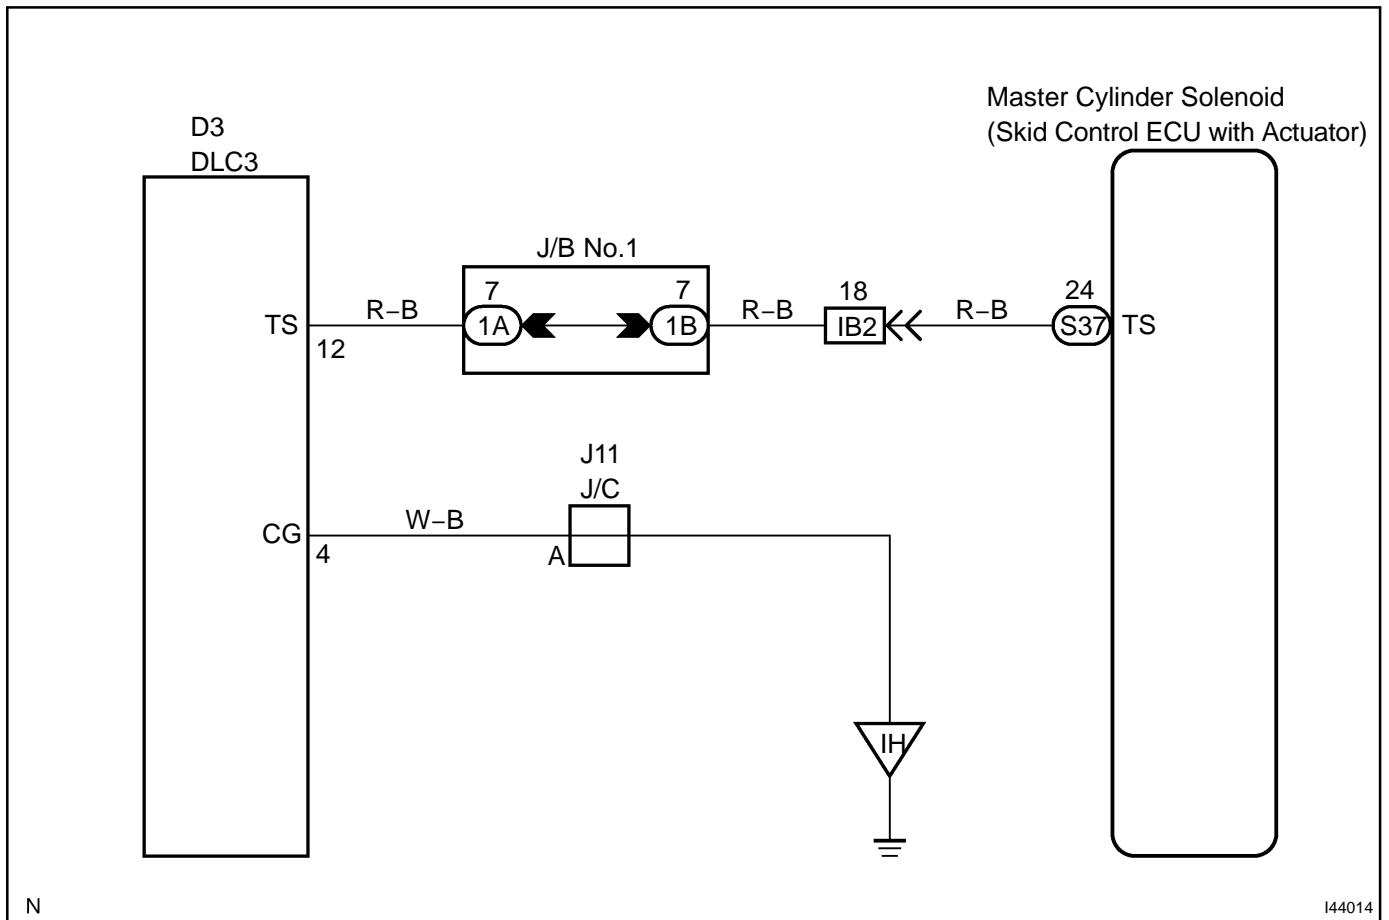 Master Cylinder Solenoid
(Skid Control ECU with Actuator)
D3
DLC3
J/B No.1
7
7
18
24
TS
R–B
1A
1B
R–B
IB2
R–B
S37
TS
12
J11
J/C
CG
W–B
4
A
IH
N
I44014